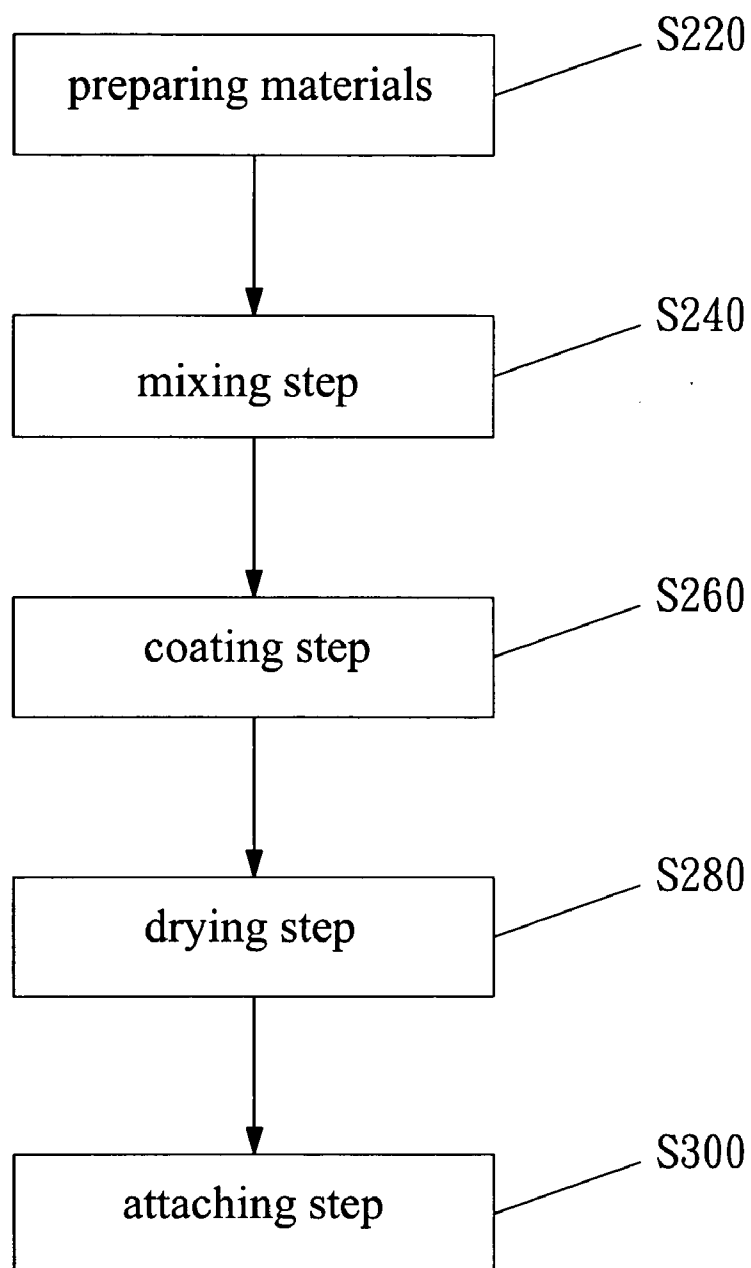 preparing materials
S220
mixing step
S240
coating step
S260
drying step
S280
attaching step
S300